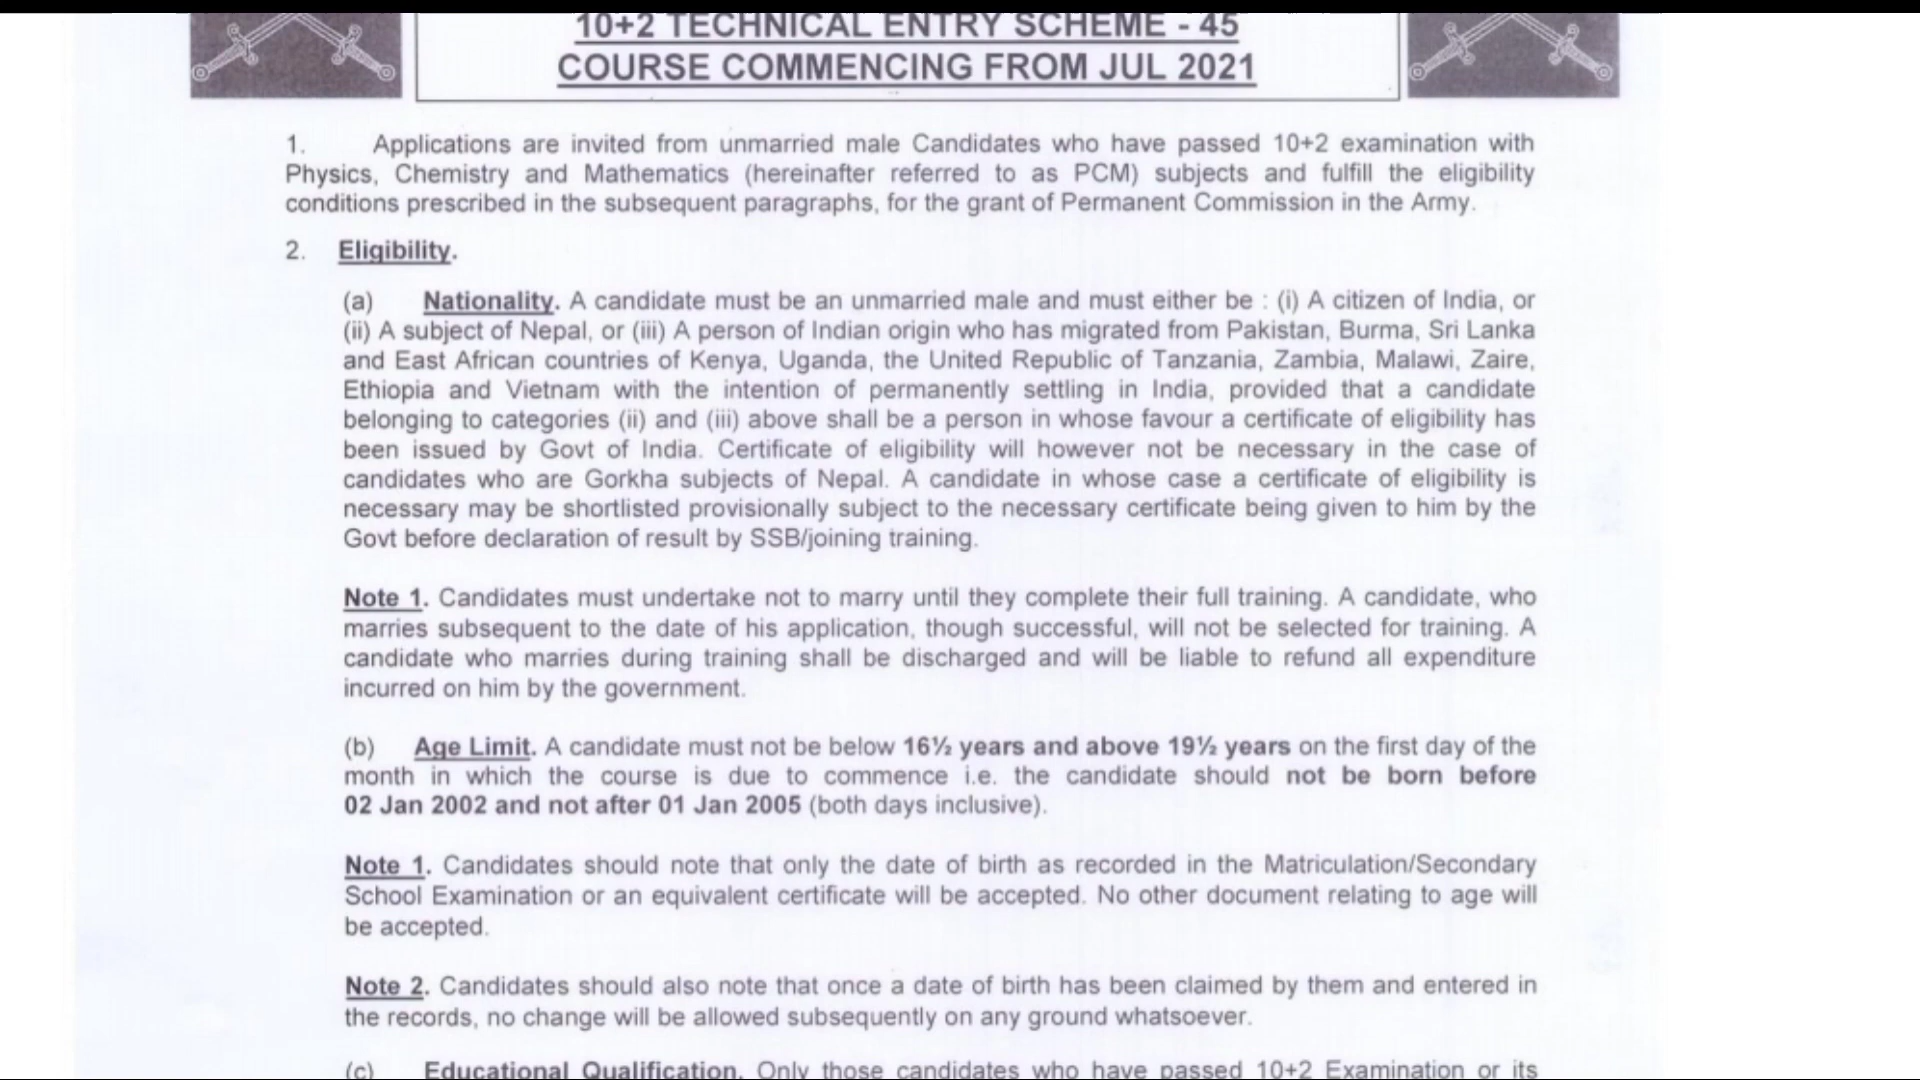 10+2 TECHNICAL ENTRY SCHEME - 45
COURSE COMMENCING FROM JUL 2021
1. Applications are invited from unmarried male Candidates who have passed 10+2 examination with
Physics, Chemistry and Mathematics (hereinafter referred to as PCM) subjects and fulfill the eligibility
conditions prescribed in the subsequent paragraphs, for the grant of Permanent Commission in the Army.
2. Eligibility.
(a) Nationality. A candidate must be an unmarried male and must either be : (i) A citizen of India, or
(ii) A subject of Nepal, or (iii) A person of Indian origin who has migrated from Pakistan, Burma, Sri Lanka
and East African countries of Kenya, Uganda, the United Republic of Tanzania, Zambia, Malawi, Zaire,
Ethiopia and Vietnam with the intention of permanently settling in India, provided that a candidate
belonging to categories (ii) and (iii) above shall be a person in whose favour a certificate of eligibility has
been issued by Govt of India. Certificate of eligibility will however not be necessary in the case of
candidates who are Gorkha subjects of Nepal. A candidate in whose case a certificate of eligibility is
necessary may be shortlisted provisionally subject to the necessary certificate being given to him by the
Govt before declaration of result by SSB/joining training.
Note 1. Candidates must undertake not to marry until they complete their full training. A candidate, who
marries subsequent to the date of his application, though successful, will not be selected for training. A
candidate who marries during training shall be discharged and will be liable to refund all expenditure
incurred on him by the government.
(b) Age Limit. A candidate must not be below 16½ years and above 19½ years on the first day of the
month in which the course is due to commence i.e. the candidate should not be born before
02 Jan 2002 and not after 01 Jan 2005 (both days inclusive).
Note 1. Candidates should note that only the date of birth as recorded in the Matriculation/Secondary
School Examination or an equivalent certificate will be accepted. No other document relating to age will
be accepted.
Note 2. Candidates should also note that once a date of birth has been claimed by them and entered in
the records, no change will be allowed subsequently on any ground whatsoever.
(c) Educational Qualification. Only those candidates who have passed 10+2 Examination or its